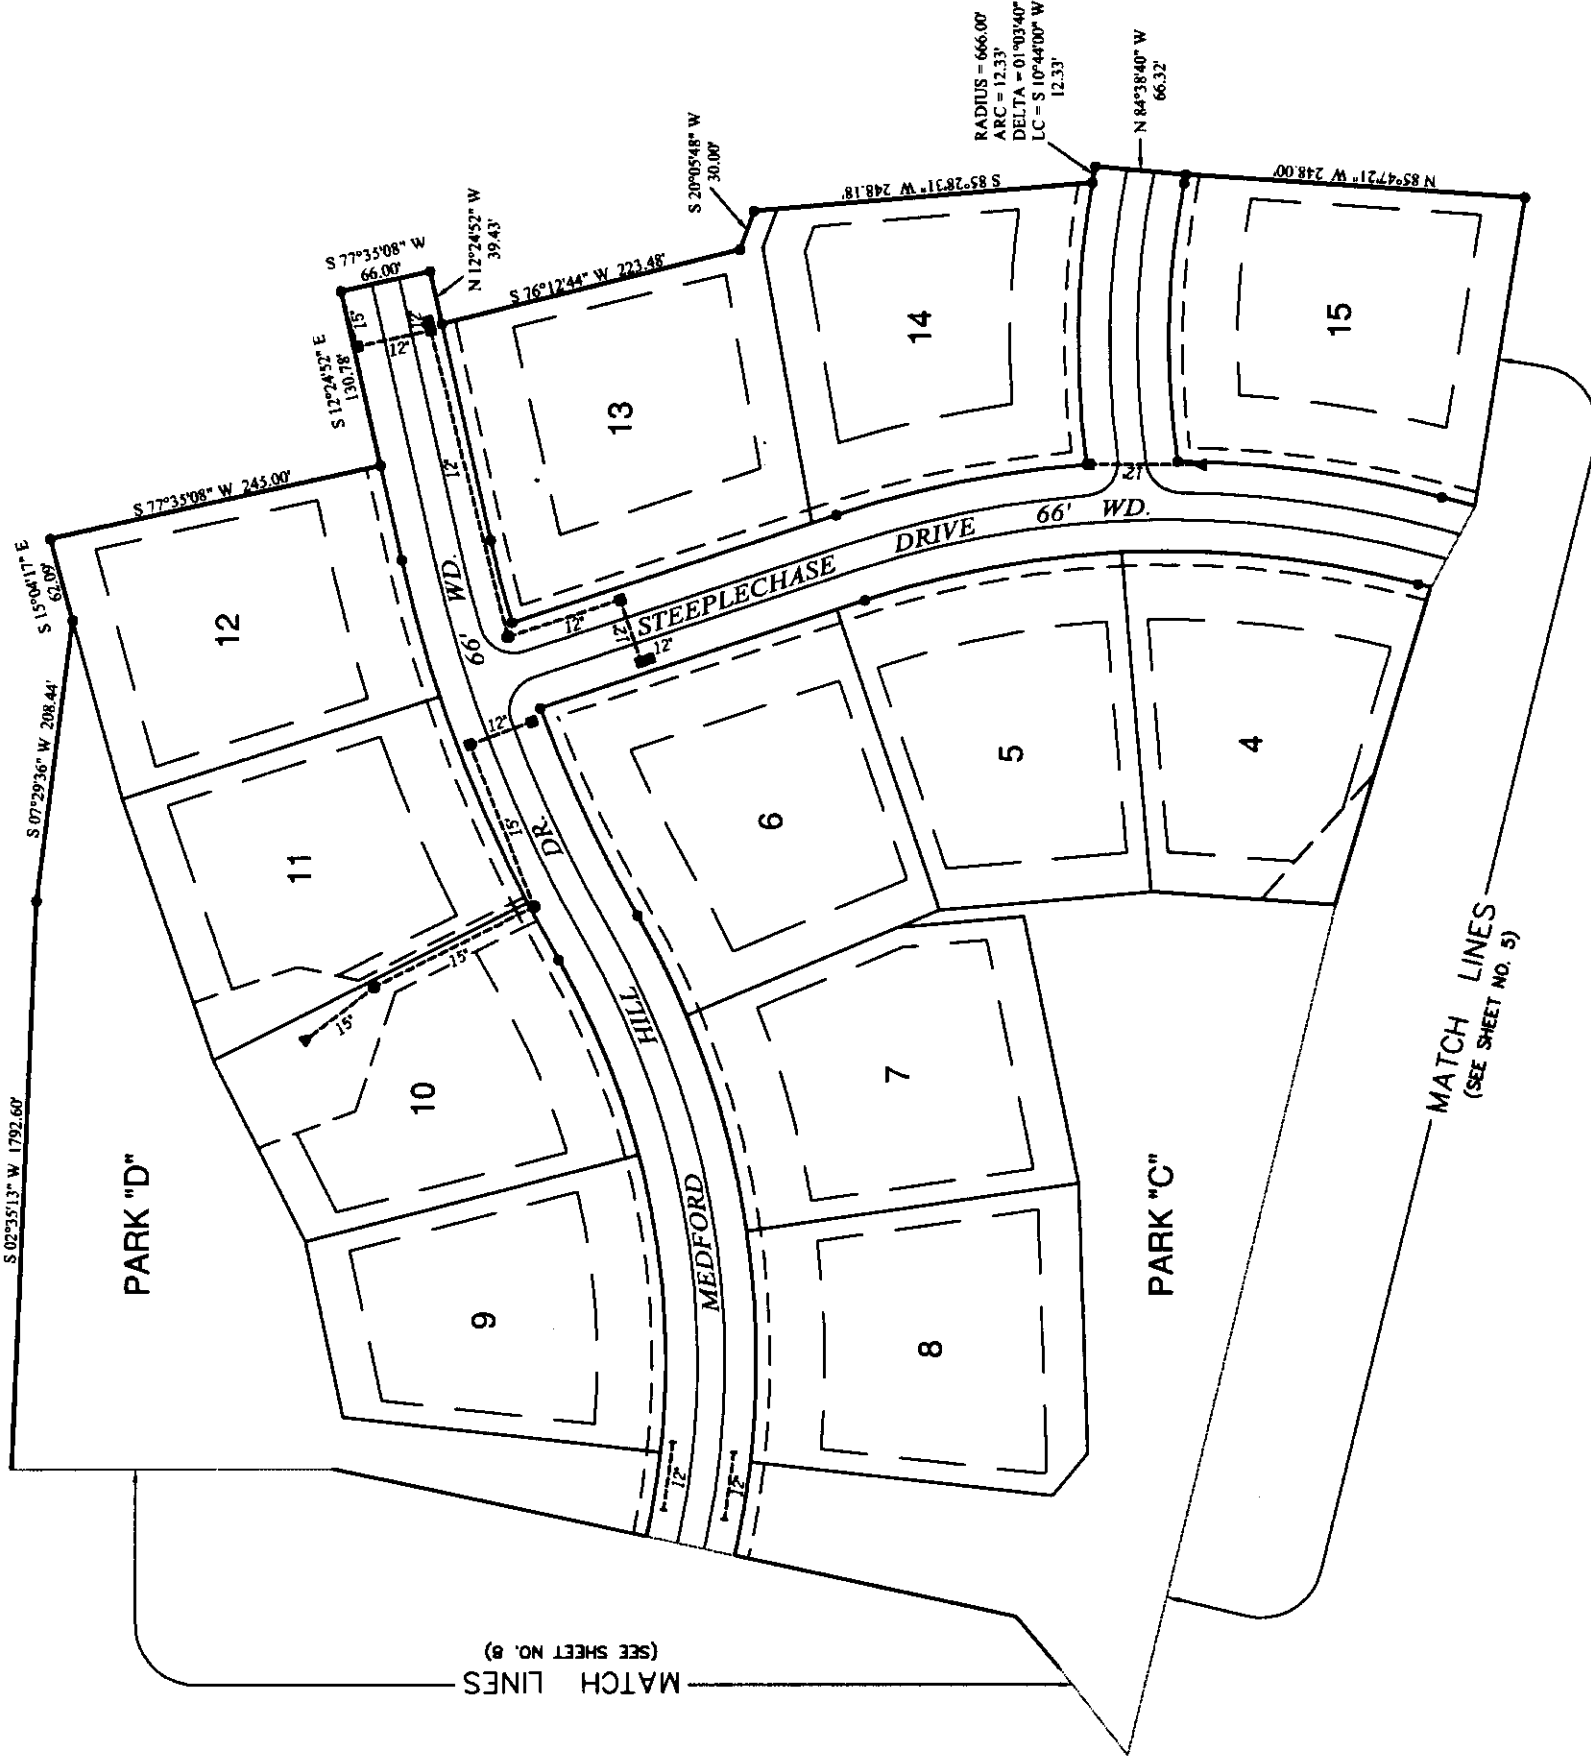 S 02°35'13" W 1792.60'
S 07°29'36" W 208.44'
S 15°04'17" E
62.09'
S 77°35'08" W 245.00'
S 12°24'52" E
130.78'
S 77°35'08" W
66.00'
N 12°24'52" W
39.43'
S 76°12'44" W 223.48'
S 20°05'48" W
30.00'
S 85°28'31" W 248.18'
RADIUS = 666.00'
ARC = 12.33'
DELTA = 01°03'40"
LC = S 10°44'00" W
12.33'
N 84°38'40" W
66.32'
N 85°47'21" W 248.00'
PARK "D"
12
11
10
9
13
14
15
6
5
4
7
8
PARK "C"
15"
12"
12"
12"
12"
12"
12"
12"
12"
15"
15"
15"
12"
12"
12"
66' WD.
MEDFORD HILL DR.
STEEPLECHASE DRIVE 66' WD.
MATCH LINES
(SEE SHEET NO. 5)
MATCH LINES
(SEE SHEET NO. 8)